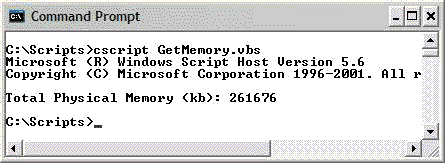 Command Prompt
C:\Scripts>cscript GetMemory.vbs
Microsoft (R) Windows Script Host Version 5.6
Copyright (C) Microsoft Corporation 1996-2001. All r
Total Physical Memory (kb): 261676
C:\Scripts>_